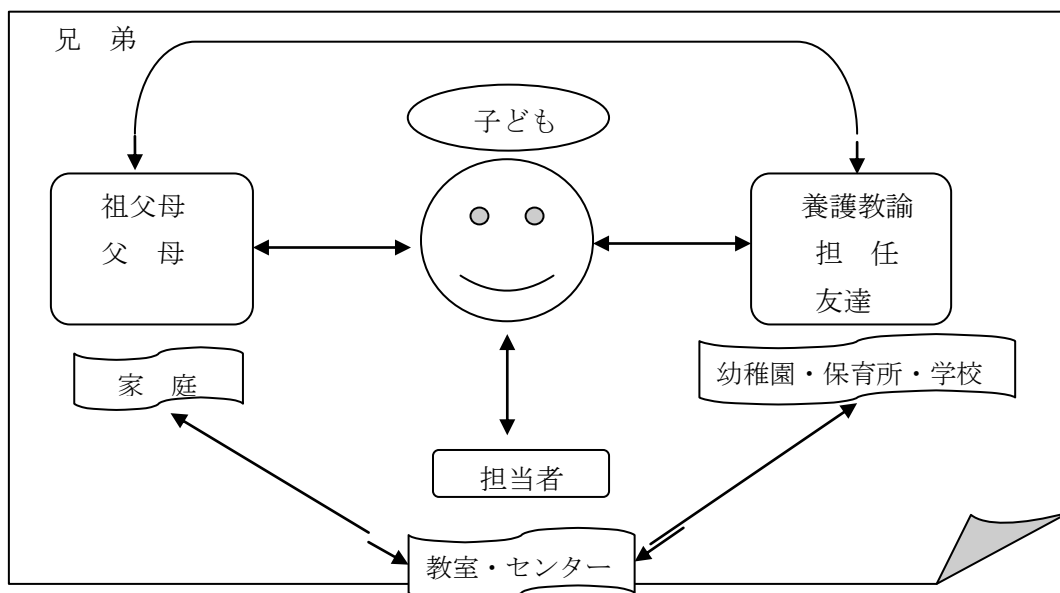 兄　弟
子ども
祖父母
父　母
養護教諭
担　任
友達
家　庭
幼稚園・保育所・学校
担当者
教室・センター